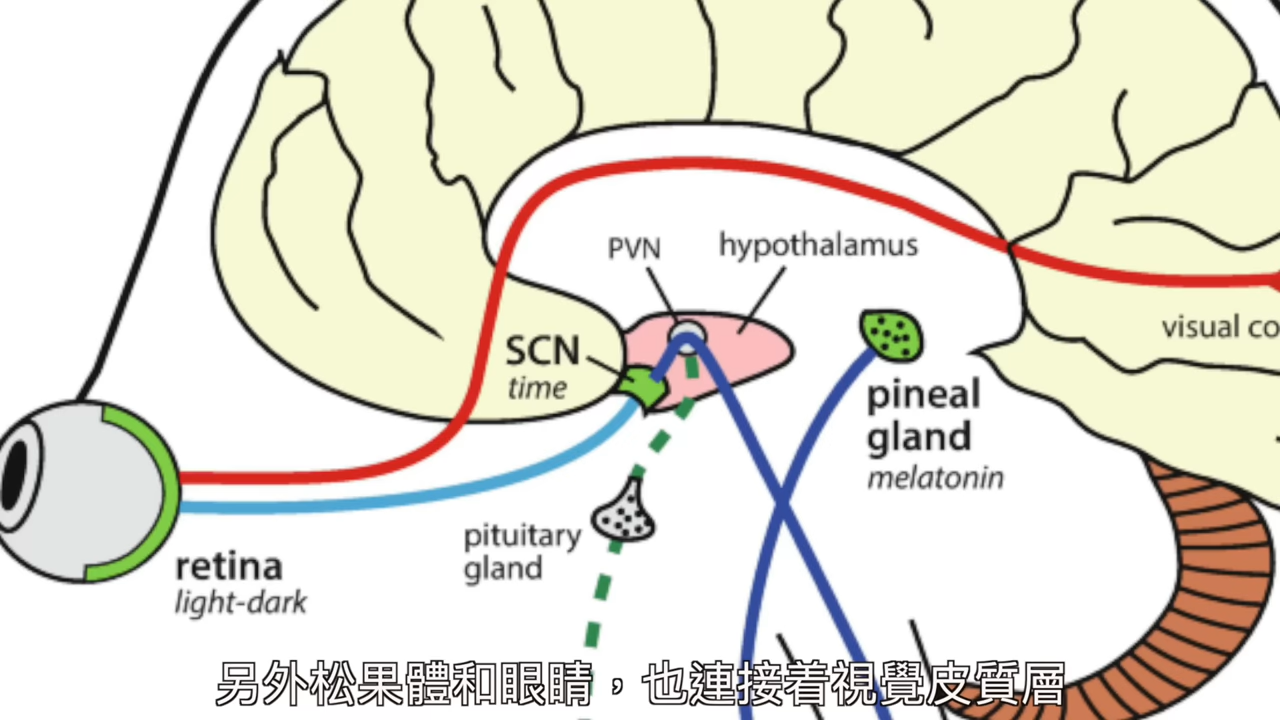 PVN
hypothalamus
SCN
time
visual co
pineal
gland
melatonin
pituitary
gland
retina
light-dark
另外松果體和眼睛，也連接着視覺皮質層